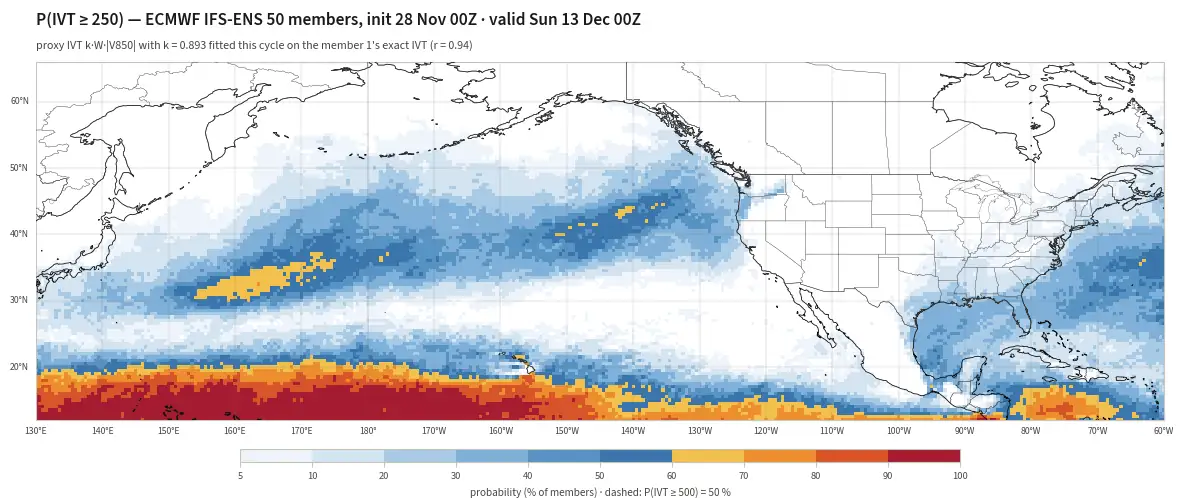 P(IVT ≥ 250) — ECMWF IFS-ENS 50 members, init 28 Nov 00Z · valid Sun 13 Dec 00Z
proxy IVT k·W·|V850| with k = 0.893 fitted this cycle on the member 1's exact IVT (r = 0.94)
60°N
50°N
40°N
30°N
20°N
130°E 140°E 150°E 160°E 170°E 180° 170°W 160°W 150°W 140°W 130°W 120°W 110°W 100°W 90°W 80°W 70°W 60°W
5 10 20 30 40 50 60 70 80 90 100
probability (% of members) · dashed: P(IVT ≥ 500) = 50 %